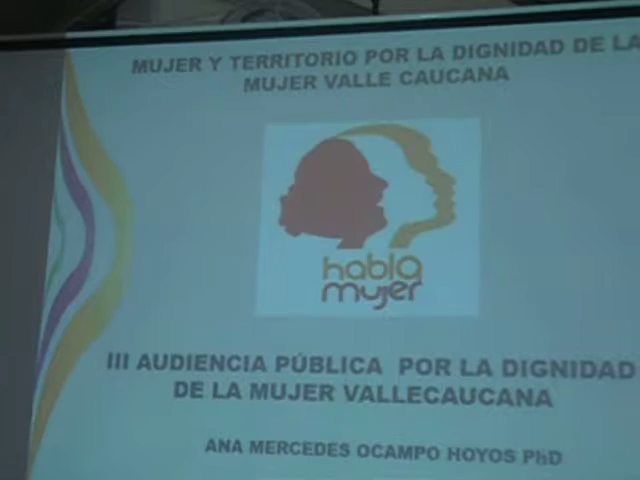 MUJER Y TERRITORIO POR LA DIGNIDAD DE LA
MUJER VALLE CAUCANA
habla
mujer
III AUDIENCIA PÚBLICA POR LA DIGNIDAD
DE LA MUJER VALLECAUCANA
ANA MERCEDES OCAMPO HOYOS PhD